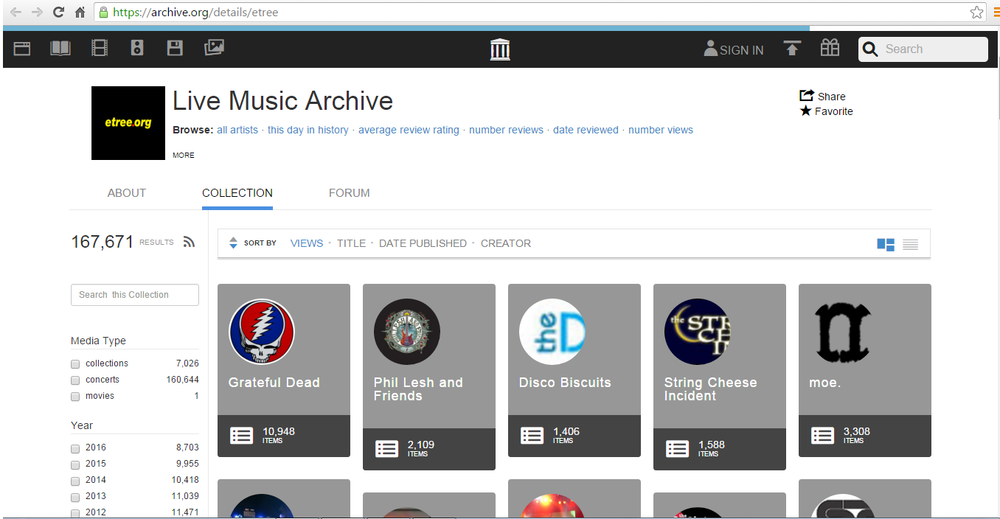 https://archive.org/details/etree
SIGN IN
Search
etree.org
Live Music Archive
Browse: all artists · this day in history · average review rating · number reviews · date reviewed · number views
MORE
Share
Favorite
ABOUT COLLECTION FORUM
167,671 RESULTS
SORT BY VIEWS · TITLE · DATE PUBLISHED · CREATOR
Search this Collection
Media Type
collections 7,026
concerts 160,644
movies 1
Year
2016 8,703
2015 9,955
2014 10,418
2013 11,039
2012 11,471
Grateful Dead
10,948
ITEMS
Phil Lesh and
Friends
2,109
ITEMS
the D
Disco Biscuits
1,406
ITEMS
the STR
CH
IN
String Cheese
Incident
1,588
ITEMS
moe.
3,308
ITEMS